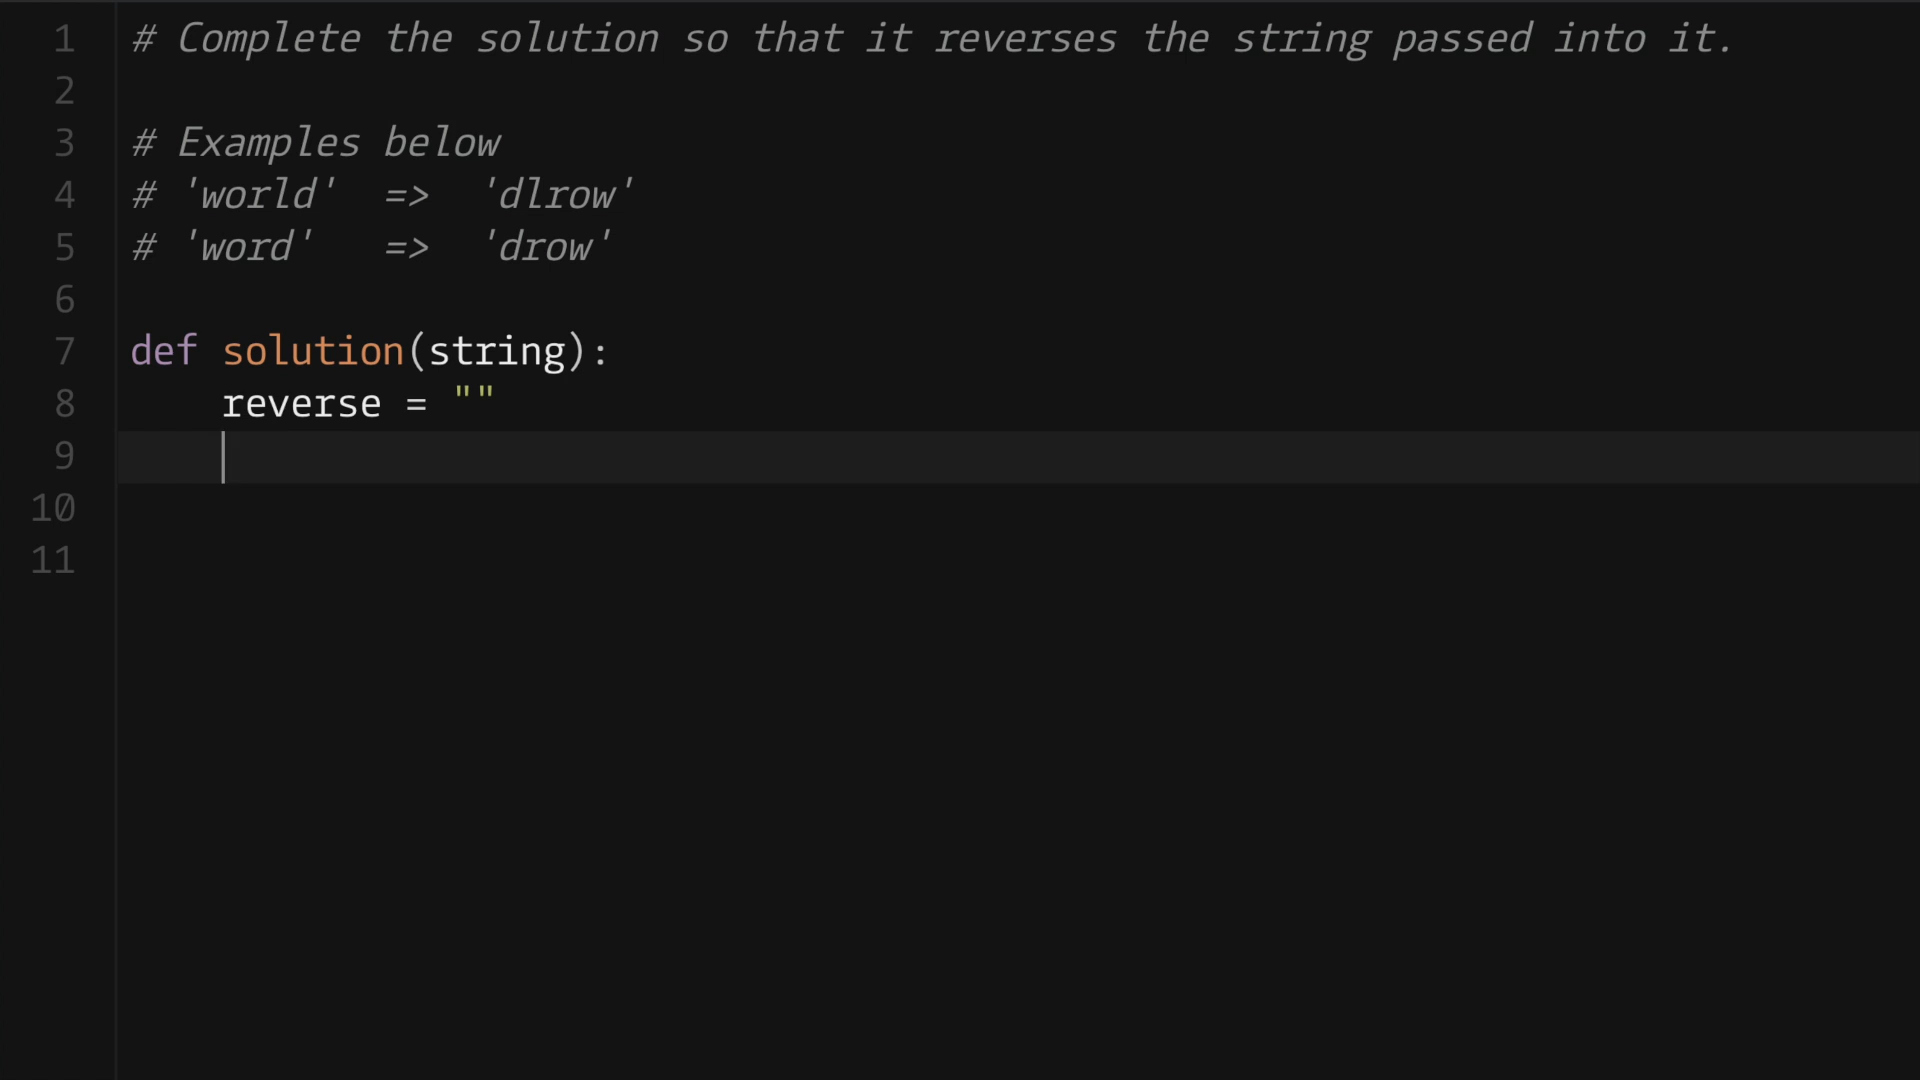 1 # Complete the solution so that it reverses the string passed into it.
2
3 # Examples below
4 # 'world'  =>  'dlrow'
5 # 'word'   =>  'drow'
6
7 def solution(string):
8     reverse = ""
9
10
11